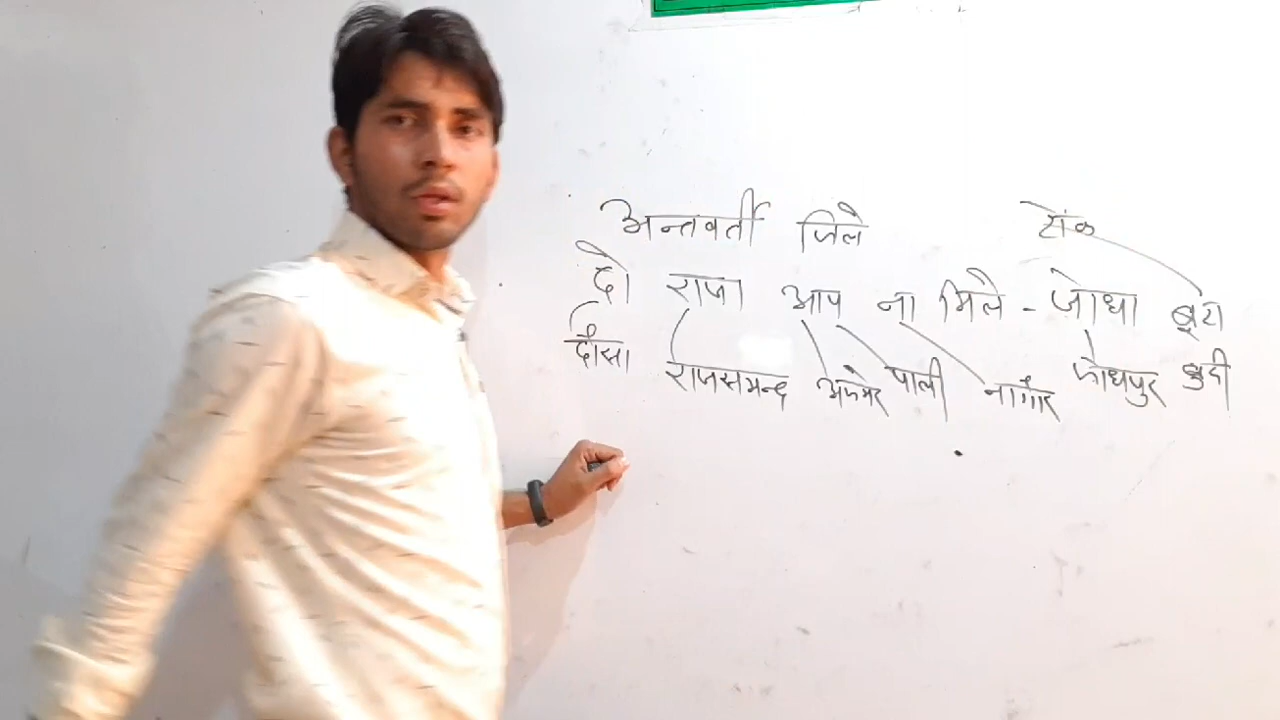 अन्तवर्ती जिले
दो राजा आप ना मिले - जोधा बूरा
दौसा राजसमन्द अजमेर पाली नागौर जोधपुर बुदी